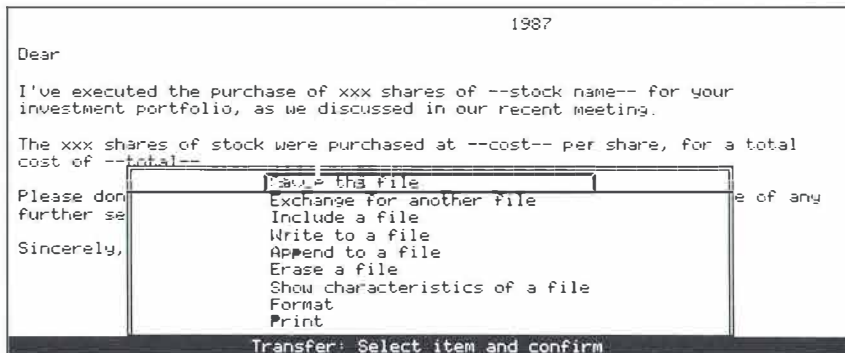 1987
Dear
I've executed the purchase of xxx shares of --stock name-- for your
investment portfolio, as we discussed in our recent meeting.
The xxx shares of stock were purchased at --cost-- per share, for a total
cost of --total--
Please don
e of any
further se
Sincerely,
file
Exchange for another file
Include a file
Write to a file
Append to a file
Erase a file
Show characteristics of a file
Format
Print
Transfer: Select item and confirm